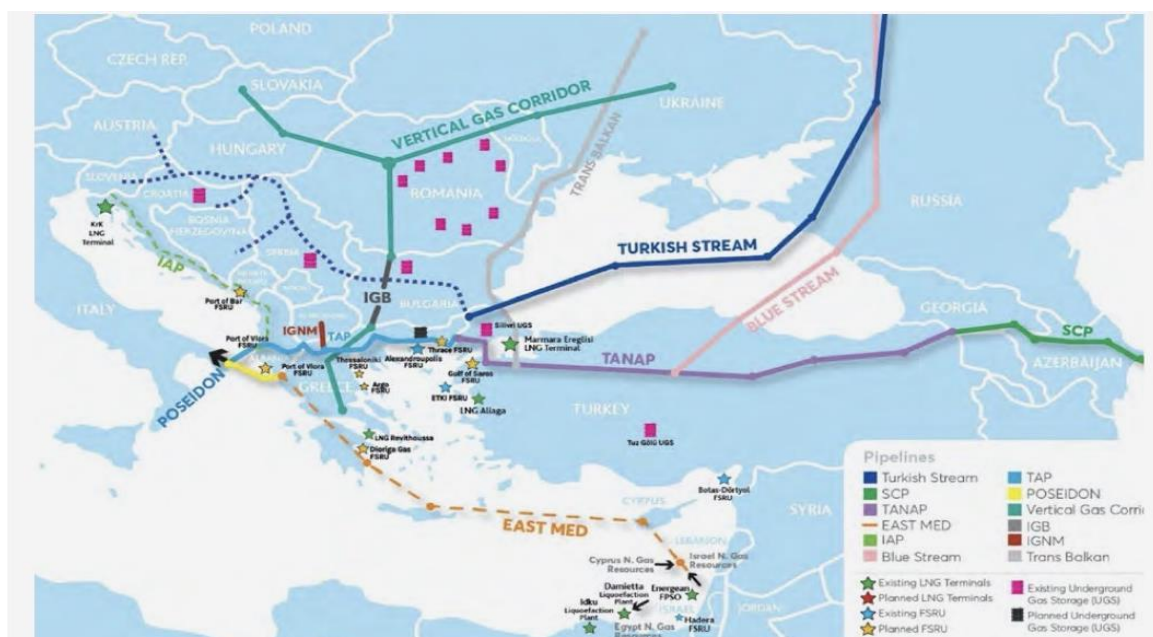 POLAND
CZECH REP.
SLOVAKIA
UKRAINE
VERTICAL GAS CORRIDOR
AUSTRIA
HUNGARY
TRANS BALKAN
SLOVENIA
CROATIA
ROMANIA
RUSSIA
BOSNIA
HERZEGOVINA
Krk
LNG
Terminal
TURKISH STREAM
SERBIA
IAP
BLUE STREAM
ITALY
Port of Bar
FSRU
IGB
BULGARIA
GEORGIA
IGNM
TAP
Siliwri UGS
SCP
Port of Vlora
FSRU
Thrace FSRU
Marmara Ereglisi
LNG Terminal
TANAP
AZERBAIJAN
Thessaloniki
FSRU
Alexandroupolis
FSRU
Port of Vlora
FSRU
Gulf of Saros
FSRU
GREECE
Argo
FSRU
ETKI FSRU
POSEIDON
LNG Aliaga
TURKEY
LNG Revithoussa
Tuz Gölü UGS
Dioriga Gas
FSRU
Botas-Dörtyol
FSRU
CYPRUS
SYRIA
EAST MED
LEBANON
Cyprus N. Gas
Resources
Israel N. Gas
Resources
Damietta
Liquefaction
Plant
Energean
FPSO
Idku
Liquefaction
Plant
ISRAEL
JORDAN
Egypt N. Gas
Resources
Hadera
FSRU
Pipelines
Turkish Stream
SCP
TANAP
EAST MED
IAP
Blue Stream
TAP
POSEIDON
Vertical Gas Corri
IGB
IGNM
Trans Balkan
Existing LNG Terminals
Planned LNG Terminals
Existing FSRU
Planned FSRU
Existing Underground
Gas Storage (UGS)
Planned Underground
Gas Storage (UGS)